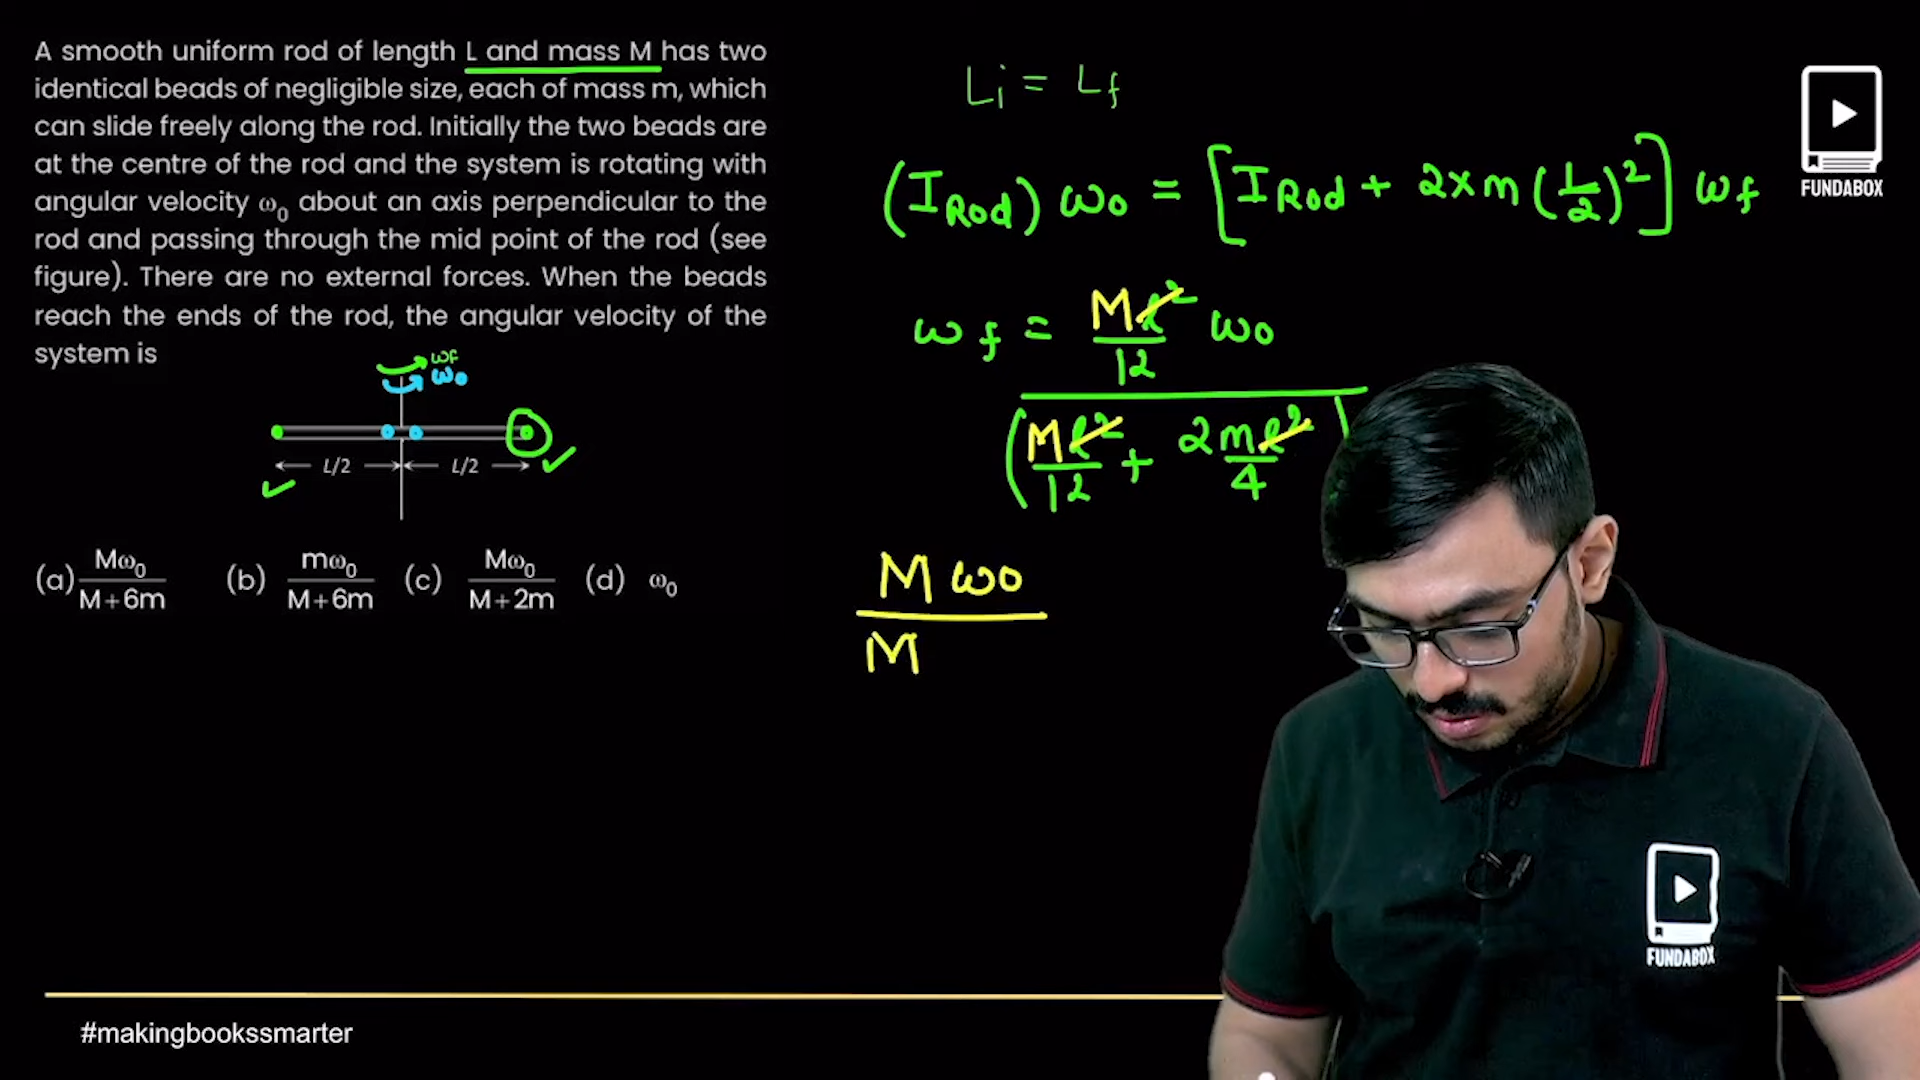 A smooth uniform rod of length L and mass M has two
identical beads of negligible size, each of mass m, which
can slide freely along the rod. Initially the two beads are
at the centre of the rod and the system is rotating with
angular velocity ω₀ about an axis perpendicular to the
rod and passing through the mid point of the rod (see
figure). There are no external forces. When the beads
reach the ends of the rod, the angular velocity of the
system is
ωf
ω₀
L/2 L/2
(a) Mω₀/M+6m (b) mω₀/M+6m (c) Mω₀/M+2m (d) ω₀
Li = Lf
(I Rod) ω₀ = [I Rod + 2×m(L/2)²] ωf
ωf = Mℓ²/12 ω₀
(Mℓ²/12 + 2mℓ²/4)
Mω₀
M
FUNDABOX
FUNDABOX
#makingbookssmarter